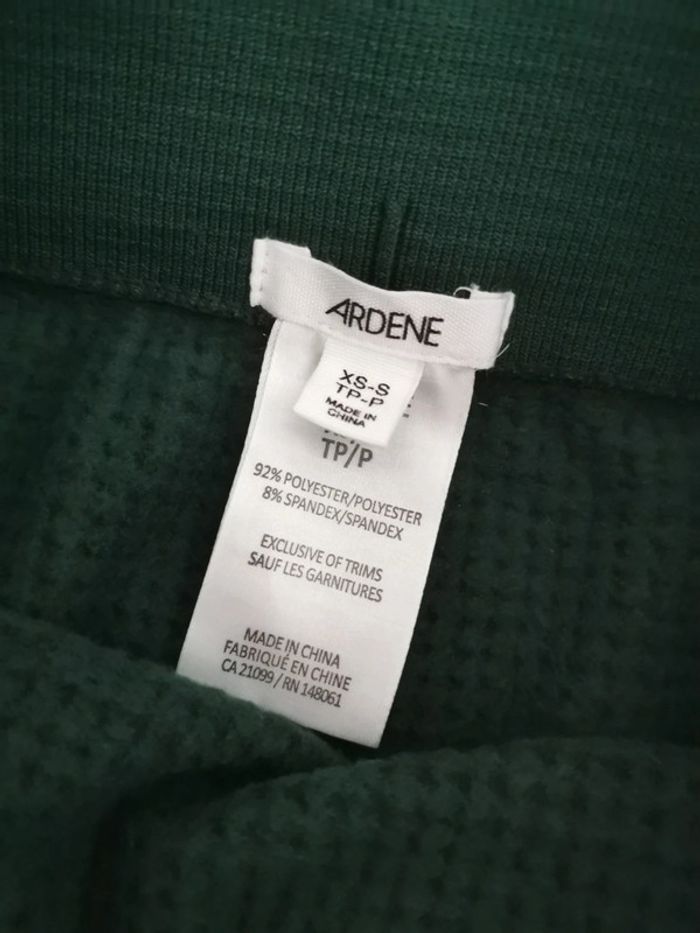 ARDENE
XS-S
TP-P
MADE IN
CHINA
TP/P
92% POLYESTER/POLYESTER
8% SPANDEX/SPANDEX
EXCLUSIVE OF TRIMS
SAUF LES GARNITURES
MADE IN CHINA
FABRIQUÉ EN CHINE
CA 21099 / RN 148061